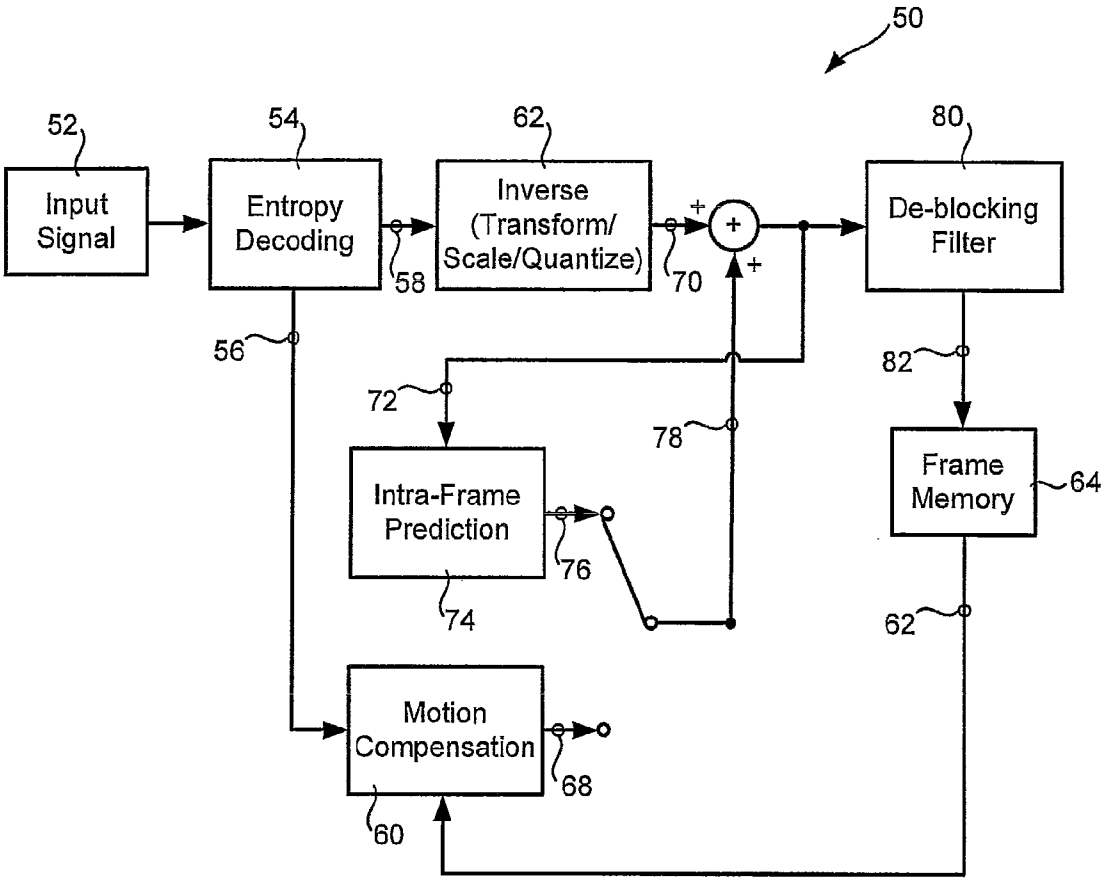 50
52
54
62
80
Input
Signal
Entropy
Decoding
Inverse
(Transform/
Scale/Quantize)
+
+
+
De-blocking
Filter
58
70
56
72
78
82
Intra-Frame
Prediction
Frame
Memory
64
76
74
62
Motion
Compensation
68
60